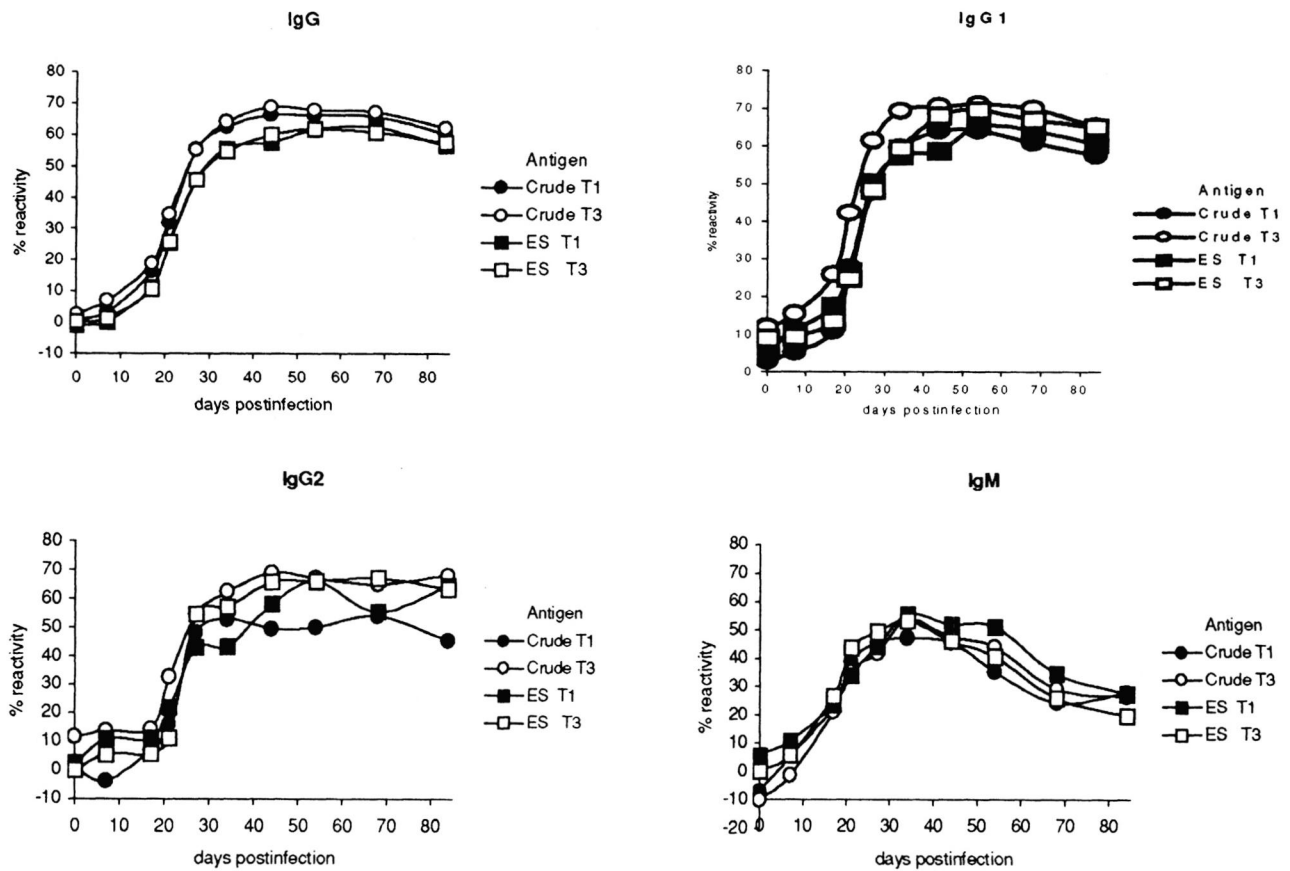 IgG
80
70
60
50
40
30
20
10
0
-10
% reactivity
0 10 20 30 40 50 60 70 80
days postinfection
Antigen
Crude T1
Crude T3
ES T1
ES T3
IgG1
80
70
60
50
40
30
20
10
0
% reactivity
0 10 20 30 40 50 60 70 80
days postinfection
Antigen
Crude T1
Crude T3
ES T1
ES T3
IgG2
80
70
60
50
40
30
20
10
0
-10
% reactivity
0 10 20 30 40 50 60 70 80
days postinfection
Antigen
Crude T1
Crude T3
ES T1
ES T3
IgM
80
70
60
50
40
30
20
10
0
-10
-20
% reactivity
0 10 20 30 40 50 60 70 80
days postinfection
Antigen
Crude T1
Crude T3
ES T1
ES T3